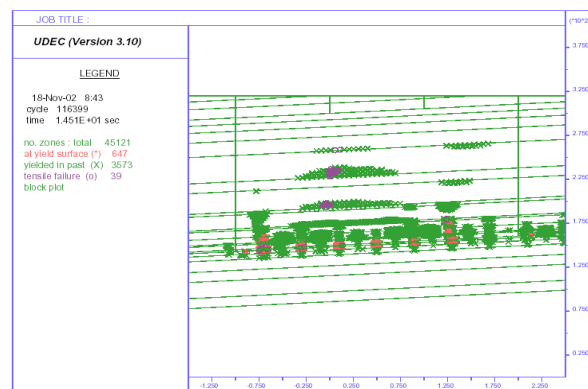 JOB TITLE :
UDEC (Version 3.10)
LEGEND
18-Nov-02 8:43
cycle 116399
time 1.451E+01 sec
no. zones : total 45121
at yield surface (*) 647
yielded in past (X) 3573
tensile failure (o) 39
block plot
(*10^2
3.750
3.250
2.750
2.250
1.750
1.250
0.750
0.250
-1.250 -0.750 -0.250 0.250 0.750 1.250 1.750 2.250